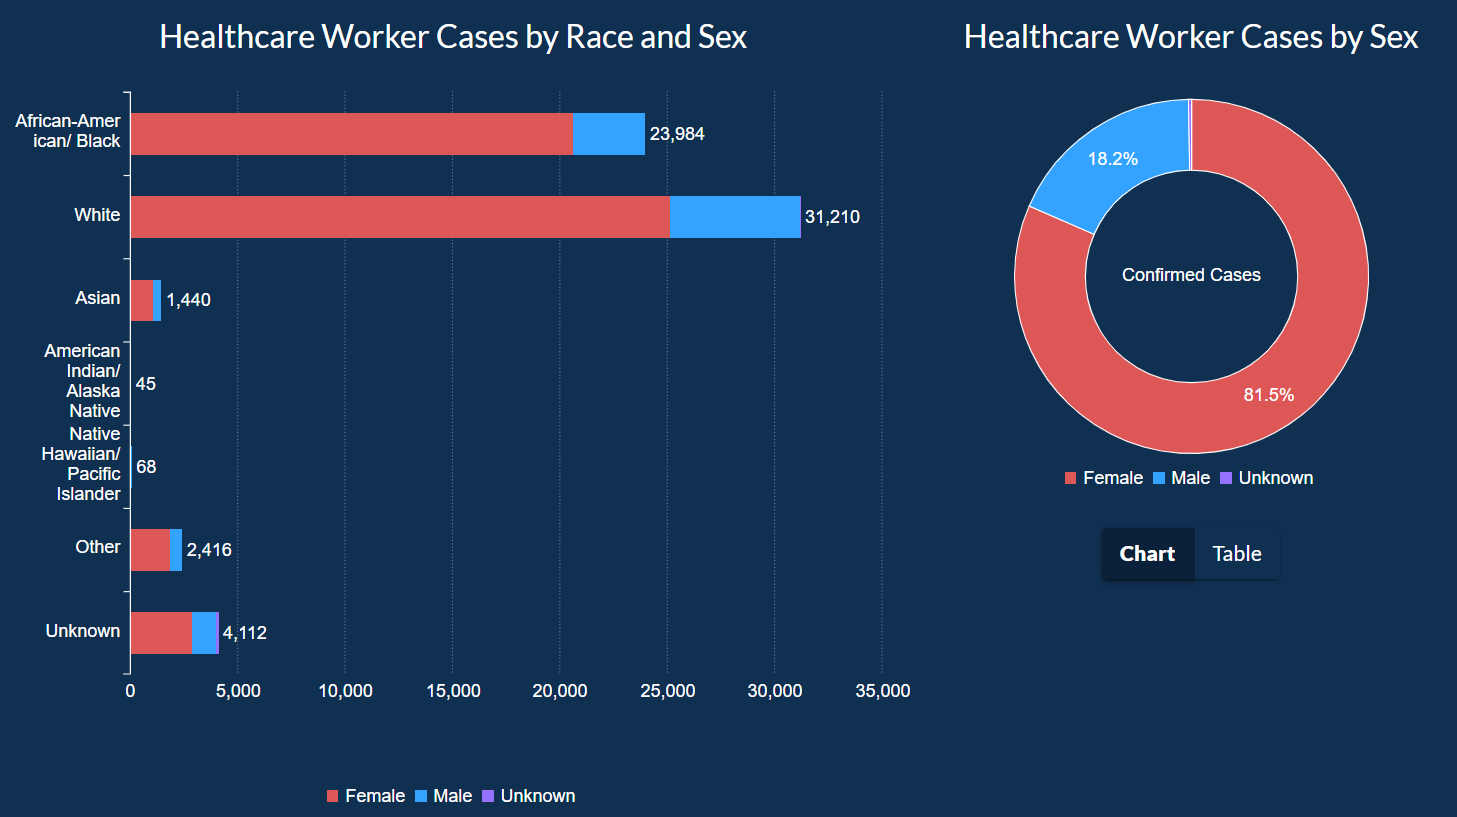 Healthcare Worker Cases by Race and Sex
African-Amer
ican/ Black
23,984
White
31,210
Asian
1,440
American
Indian/
Alaska
Native
45
Native
Hawaiian/
Pacific
Islander
68
Other
2,416
Unknown
4,112
0 5,000 10,000 15,000 20,000 25,000 30,000 35,000
Female Male Unknown
Healthcare Worker Cases by Sex
18.2%
Confirmed Cases
81.5%
Female Male Unknown
Chart Table